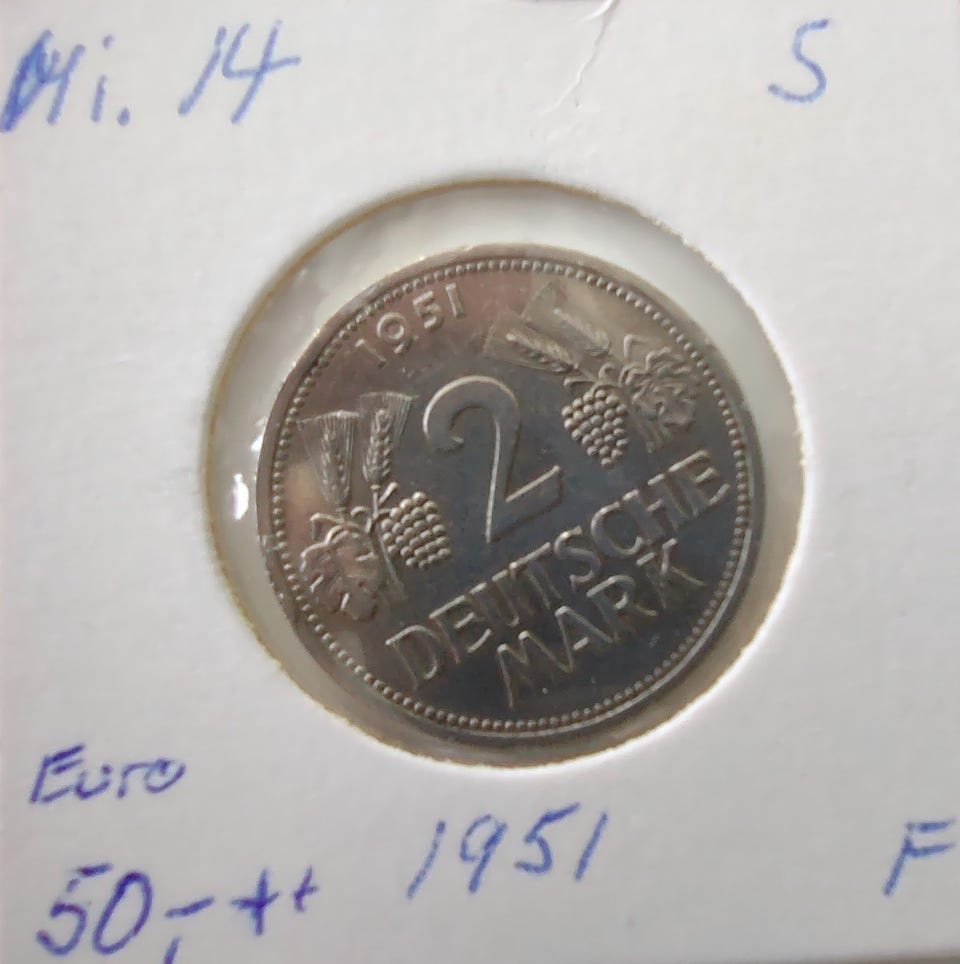 Mi. 14 S
1951
2
DEUTSCHE
MARK
Euro
50,- ++ 1951 F